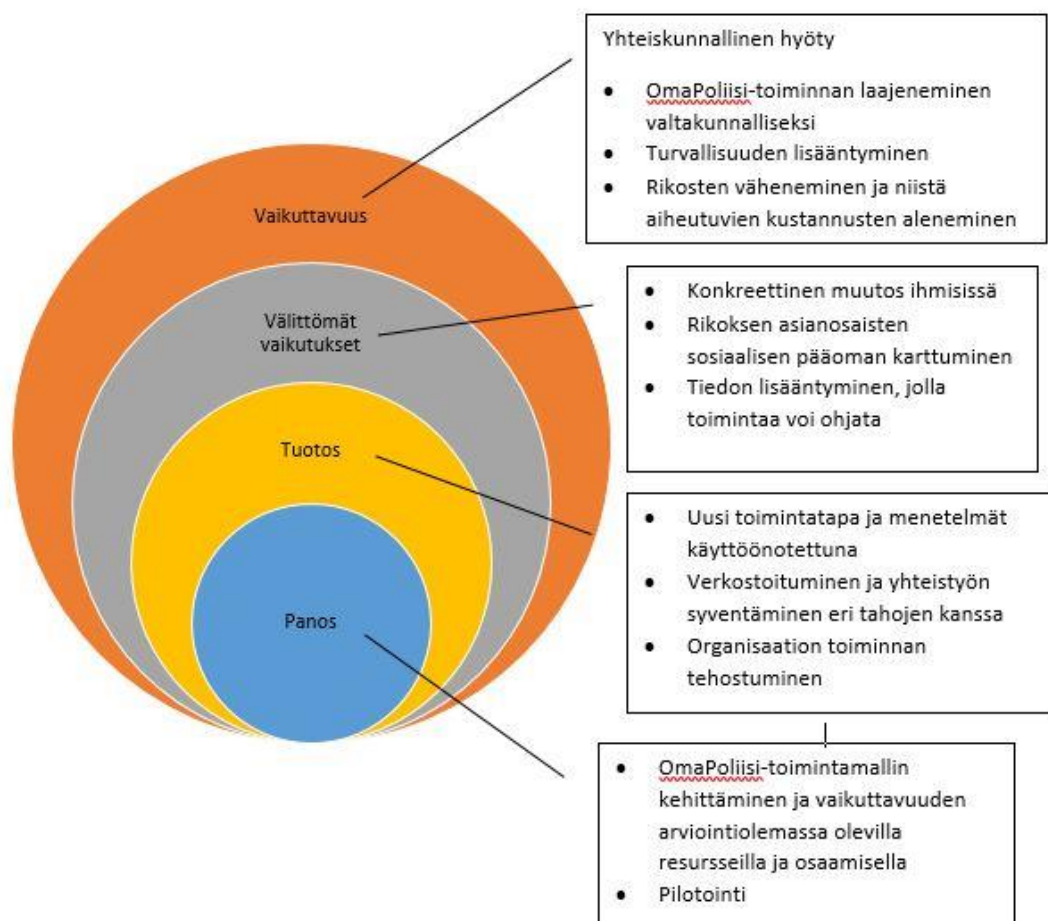 Yhteiskunnallinen hyöty
• OmaPoliisi-toiminnan laajeneminen
valtakunnalliseksi
• Turvallisuuden lisääntyminen
• Rikosten väheneminen ja niistä
aiheutuvien kustannusten aleneminen
Vaikuttavuus
• Konkreettinen muutos ihmisissä
• Rikoksen asianosaisten
sosiaalisen pääoman karttuminen
• Tiedon lisääntyminen, jolla
toimintaa voi ohjata
Välittömät
vaikutukset
Tuotos
• Uusi toimintatapa ja menetelmät
käyttöönotettuna
• Verkostoituminen ja yhteistyön
syventäminen eri tahojen kanssa
• Organisaation toiminnan
tehostuminen
Panos
• OmaPoliisi-toimintamallin
kehittäminen ja vaikuttavuuden
arviointiolemassa olevilla
resursseilla ja osaamisella
• Pilotointi